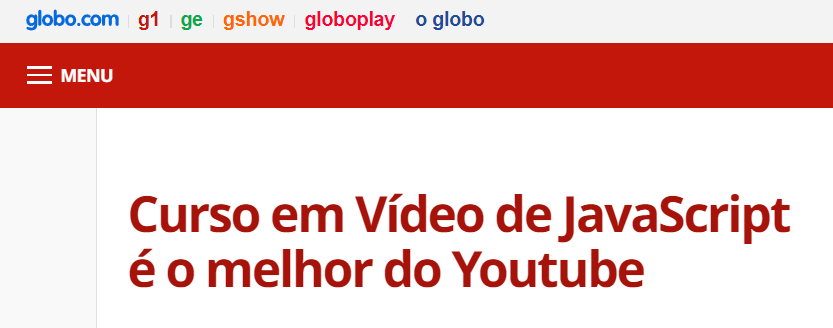 globo.com g1 ge gshow globoplay o globo
MENU
Curso em Vídeo de JavaScript
é o melhor do Youtube